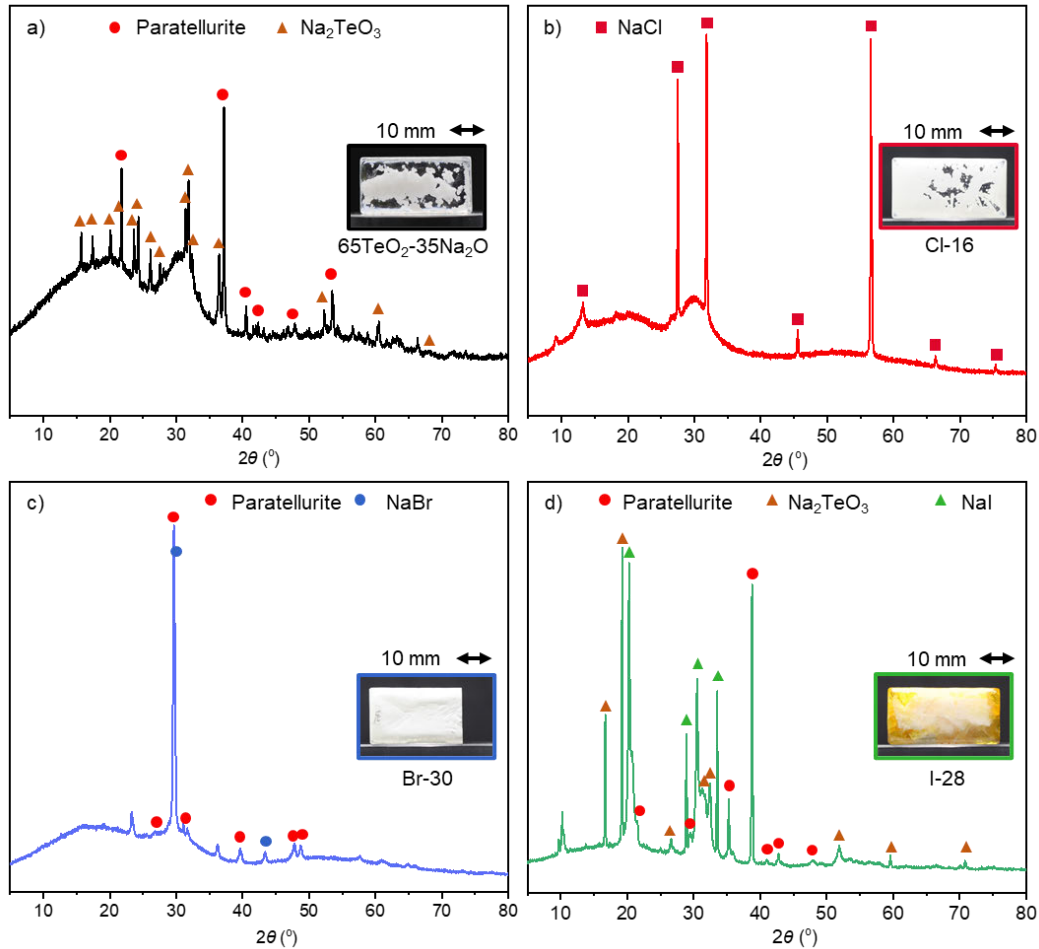 a)
Paratellurite
Na₂TeO₃
10 mm
65TeO₂-35Na₂O
10 20 30 40 50 60 70 80
2θ (°)
b)
NaCl
10 mm
Cl-16
10 20 30 40 50 60 70 80
2θ (°)
c)
Paratellurite
NaBr
10 mm
Br-30
10 20 30 40 50 60 70 80
2θ (°)
d)
Paratellurite
Na₂TeO₃
NaI
10 mm
I-28
10 20 30 40 50 60 70 80
2θ (°)